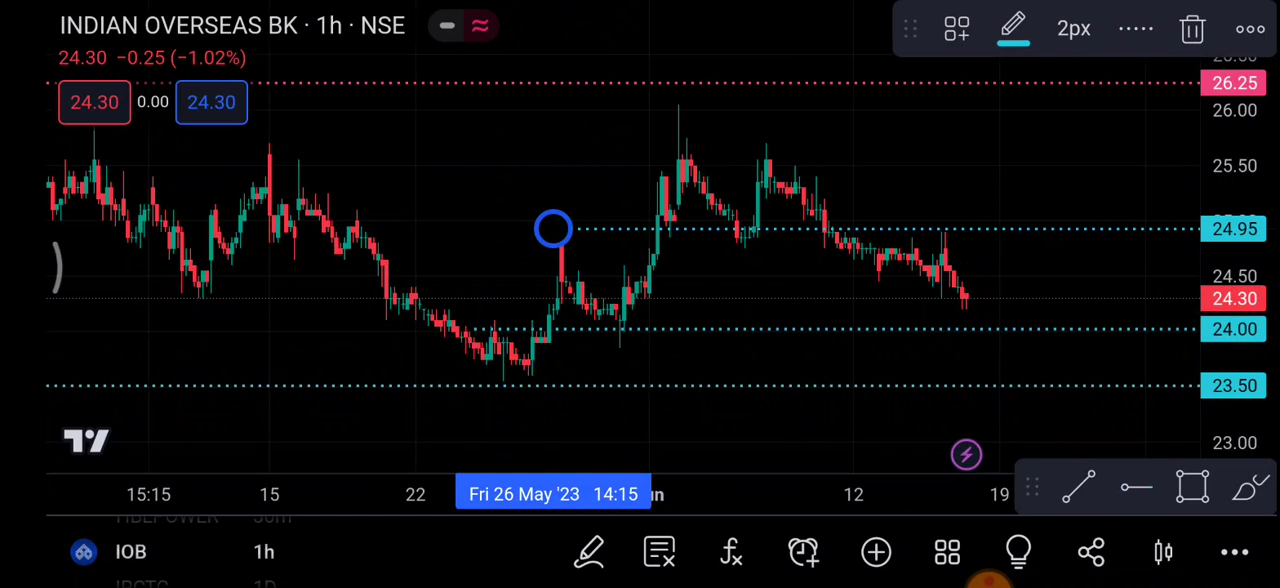 INDIAN OVERSEAS BK · 1h · NSE
2px
24.30 −0.25 (−1.02%)
26.25
24.30 0.00 24.30
26.00
25.50
24.95
24.50
24.30
24.00
23.50
23.00
15:15 15 22 Fri 26 May '23 14:15 12 19
IOB 1h